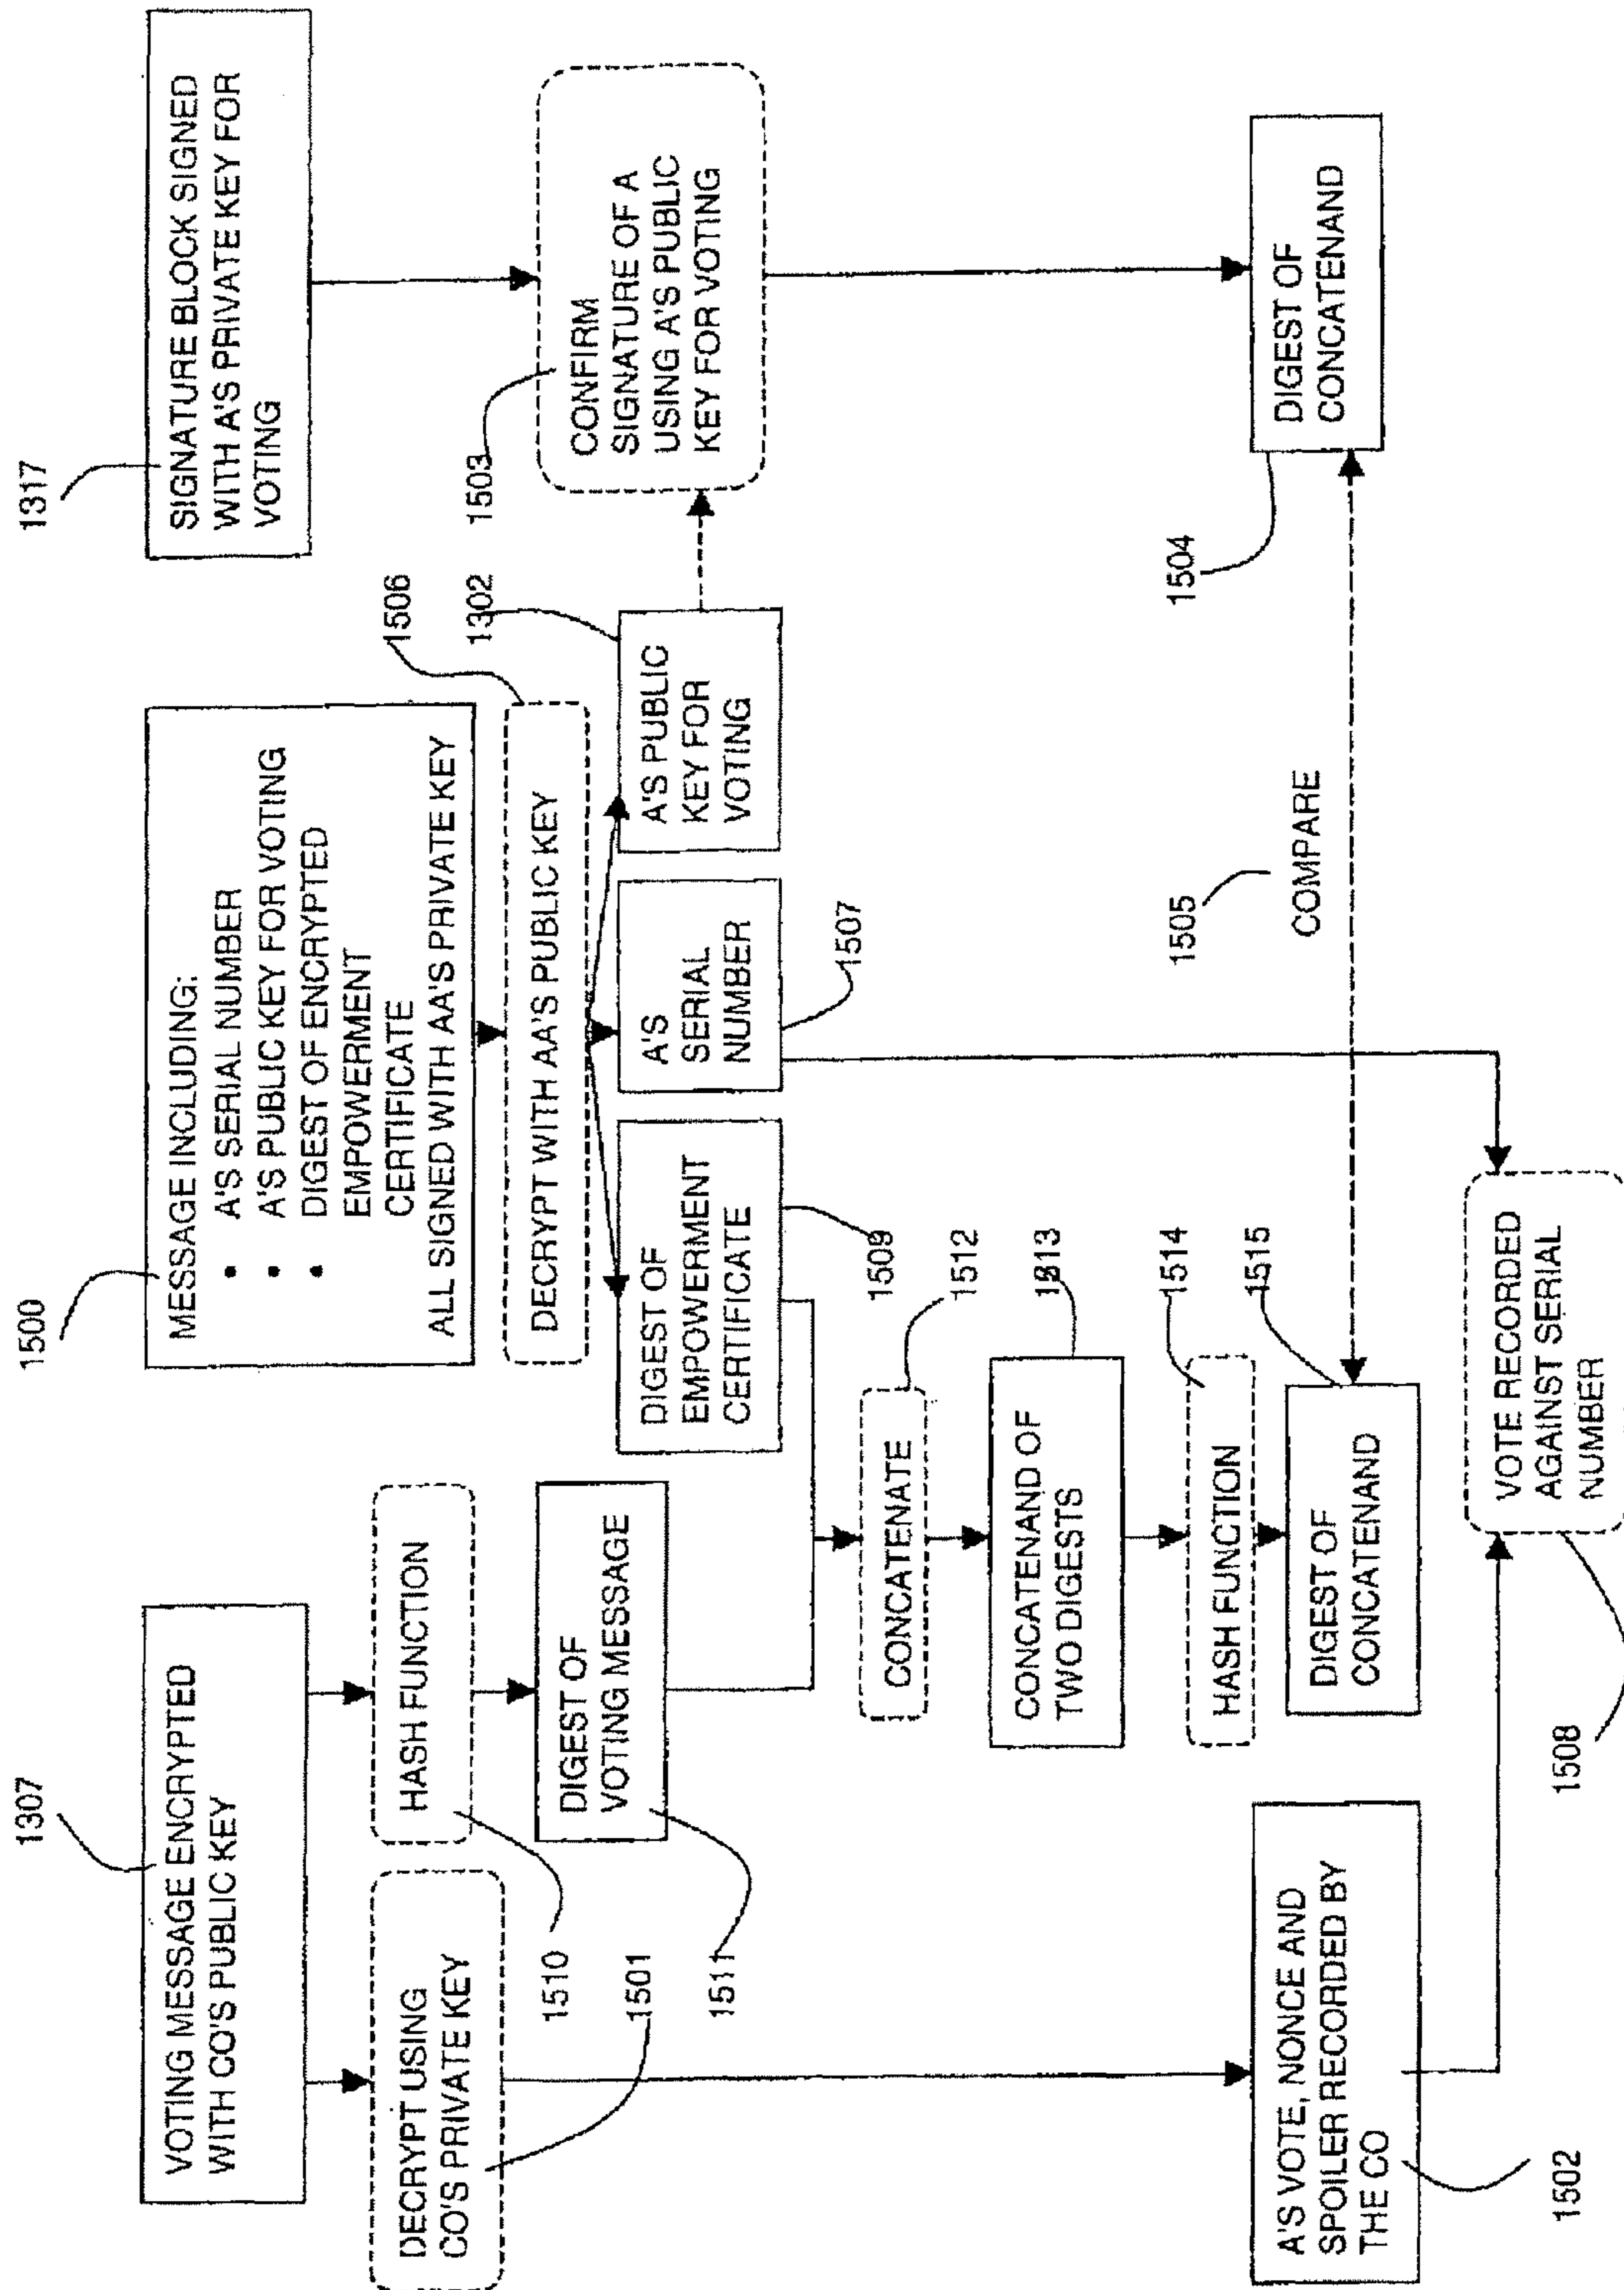 1307
VOTING MESSAGE ENCRYPTED
WITH CO'S PUBLIC KEY
1500
MESSAGE INCLUDING:
• A'S SERIAL NUMBER
• A'S PUBLIC KEY FOR VOTING
• DIGEST OF ENCRYPTED
EMPOWERMENT
CERTIFICATE
ALL SIGNED WITH AA'S PRIVATE KEY
1317
SIGNATURE BLOCK SIGNED
WITH A'S PRIVATE KEY FOR
VOTING
DECRYPT USING
CO'S PRIVATE KEY
HASH FUNCTION
1510
1501
DIGEST OF
VOTING MESSAGE
1511
DECRYPT WITH AA'S PUBLIC KEY
1506
1302
1503
DIGEST OF
EMPOWERMENT
CERTIFICATE
1509
A'S
SERIAL
NUMBER
1507
A'S PUBLIC
KEY FOR
VOTING
CONFIRM
SIGNATURE OF A
USING A'S PUBLIC
KEY FOR VOTING
CONCATENATE
1512
CONCATENAND OF
TWO DIGESTS
1513
HASH FUNCTION
1514
DIGEST OF
CONCATENAND
1515
1505
COMPARE
1504
DIGEST OF
CONCATENAND
A'S VOTE, NONCE AND
SPOILER RECORDED BY
THE CO
1502
VOTE RECORDED
AGAINST SERIAL
NUMBER
1508